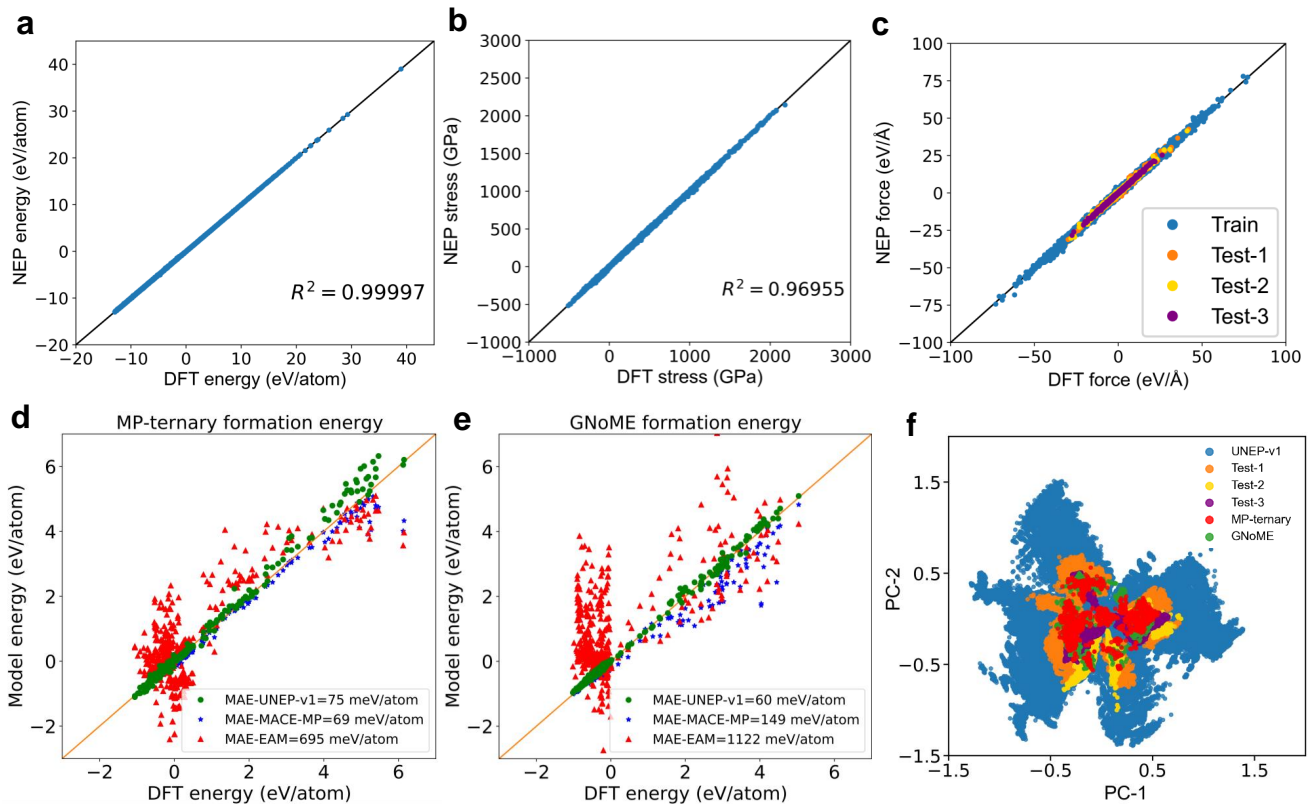 a
40
30
20
10
0
−10
−20
−20
−10
0
10
20
30
40
NEP energy (eV/atom)
DFT energy (eV/atom)
R² = 0.99997
b
3000
2500
2000
1500
1000
500
0
−500
−1000
−1000
0
1000
2000
3000
NEP stress (GPa)
DFT stress (GPa)
R² = 0.96955
c
100
75
50
25
0
−25
−50
−75
−100
−100
−50
0
50
100
NEP force (eV/Å)
DFT force (eV/Å)
Train
Test-1
Test-2
Test-3
d
MP-ternary formation energy
6
4
2
0
−2
−2
0
2
4
6
Model energy (eV/atom)
DFT energy (eV/atom)
MAE-UNEP-v1=75 meV/atom
MAE-MACE-MP=69 meV/atom
MAE-EAM=695 meV/atom
e
GNoME formation energy
6
4
2
0
−2
−2
0
2
4
6
Model energy (eV/atom)
DFT energy (eV/atom)
MAE-UNEP-v1=60 meV/atom
MAE-MACE-MP=149 meV/atom
MAE-EAM=1122 meV/atom
f
1.5
0.5
−0.5
−1.5
−1.5
−0.5
0.5
1.5
PC-2
PC-1
UNEP-v1
Test-1
Test-2
Test-3
MP-ternary
GNoME